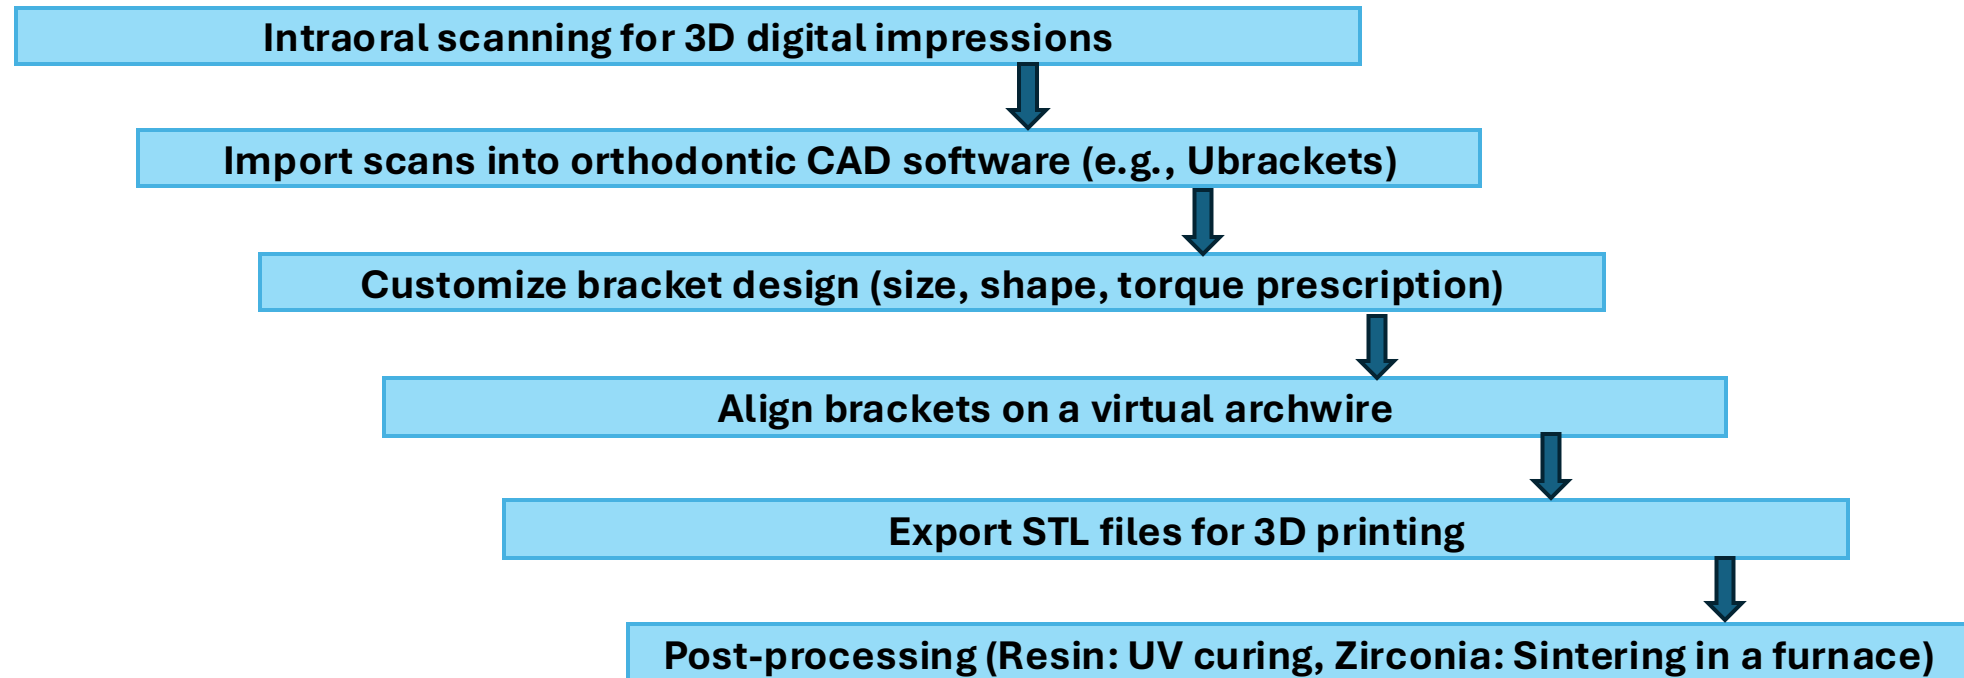 Intraoral scanning for 3D digital impressions
Import scans into orthodontic CAD software (e.g., Ubrackets)
Customize bracket design (size, shape, torque prescription)
Align brackets on a virtual archwire
Export STL files for 3D printing
Post-processing (Resin: UV curing, Zirconia: Sintering in a furnace)